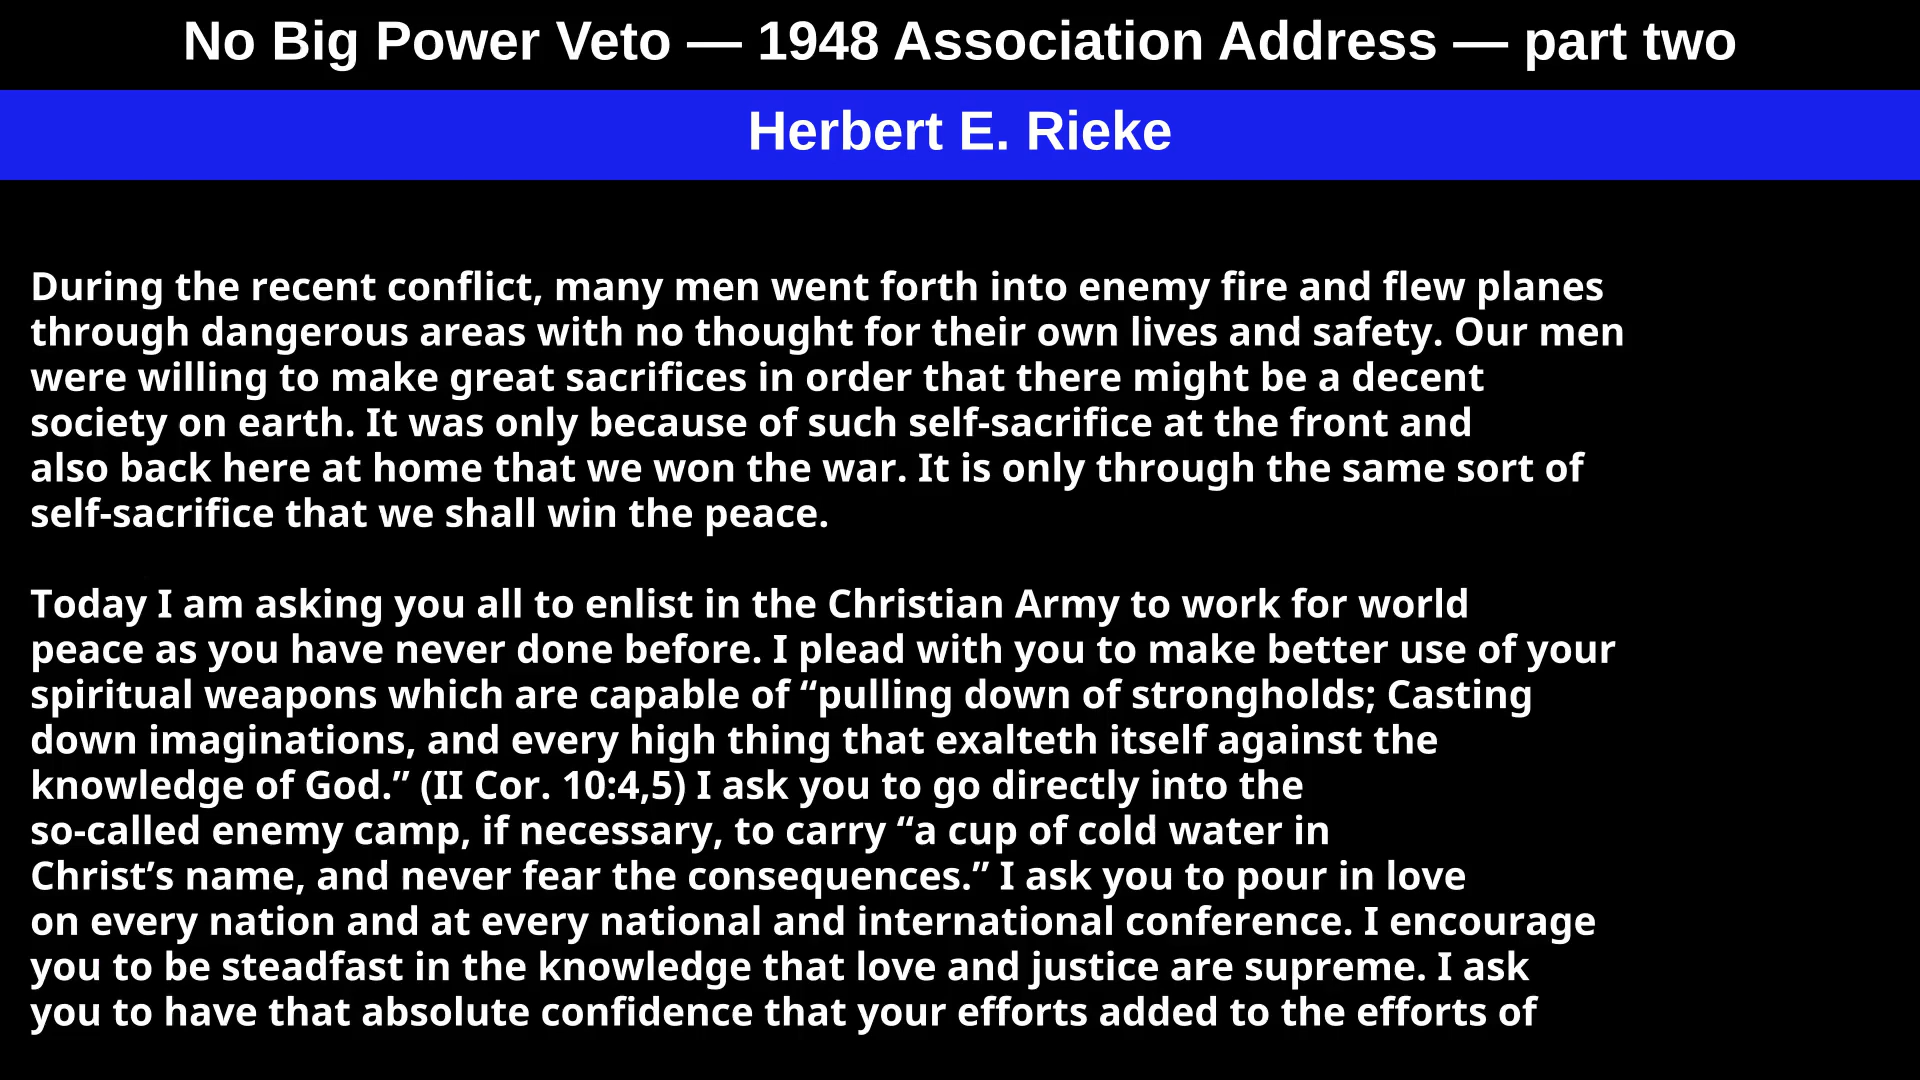 No Big Power Veto — 1948 Association Address — part two
Herbert E. Rieke
During the recent conflict, many men went forth into enemy fire and flew planes
through dangerous areas with no thought for their own lives and safety. Our men
were willing to make great sacrifices in order that there might be a decent
society on earth. It was only because of such self-sacrifice at the front and
also back here at home that we won the war. It is only through the same sort of
self-sacrifice that we shall win the peace.
Today I am asking you all to enlist in the Christian Army to work for world
peace as you have never done before. I plead with you to make better use of your
spiritual weapons which are capable of “pulling down of strongholds; Casting
down imaginations, and every high thing that exalteth itself against the
knowledge of God.” (II Cor. 10:4,5) I ask you to go directly into the
so-called enemy camp, if necessary, to carry “a cup of cold water in
Christ’s name, and never fear the consequences.” I ask you to pour in love
on every nation and at every national and international conference. I encourage
you to be steadfast in the knowledge that love and justice are supreme. I ask
you to have that absolute confidence that your efforts added to the efforts of